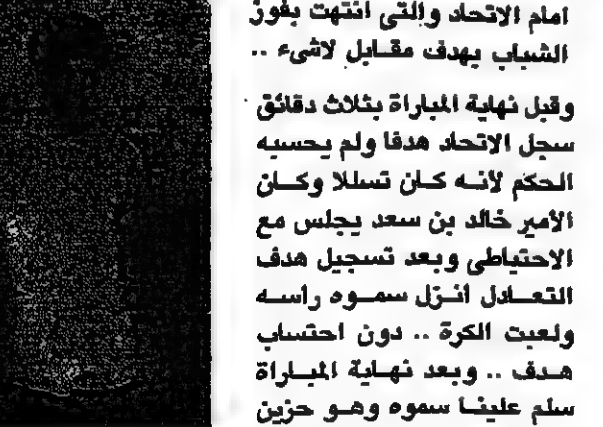 امام الاتحاد والتى انتهت بفوز
الشباب بهدف مقابل لاشىء ..
وقبل نهاية المباراة بثلاث دقائق
سجل الاتحاد هدفا ولم يحسبه
الحكم لأنه كان تسللا وكان
الأمير خالد بن سعد يجلس مع
الاحتياطى وبعد تسجيل هدف
التعادل انزل سموه راسه
ولعبت الكرة .. دون احتساب
هدف .. وبعد نهاية المباراة
سلم علينا سموه وهو حزين